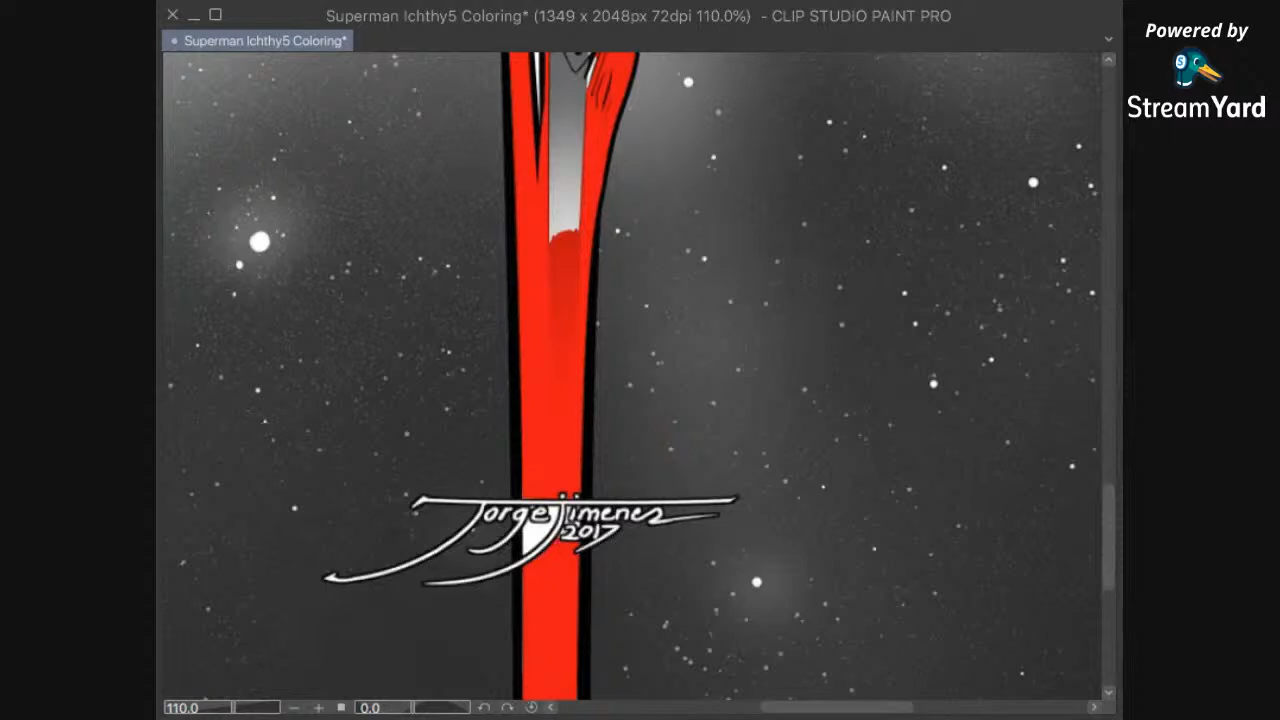 Superman Ichthy5 Coloring* (1349 x 2048px 72dpi 110.0%) - CLIP STUDIO PAINT PRO
Superman Ichthy5 Coloring*
Powered by
StreamYard
Jorge Jimenez
2017
110.0
0.0